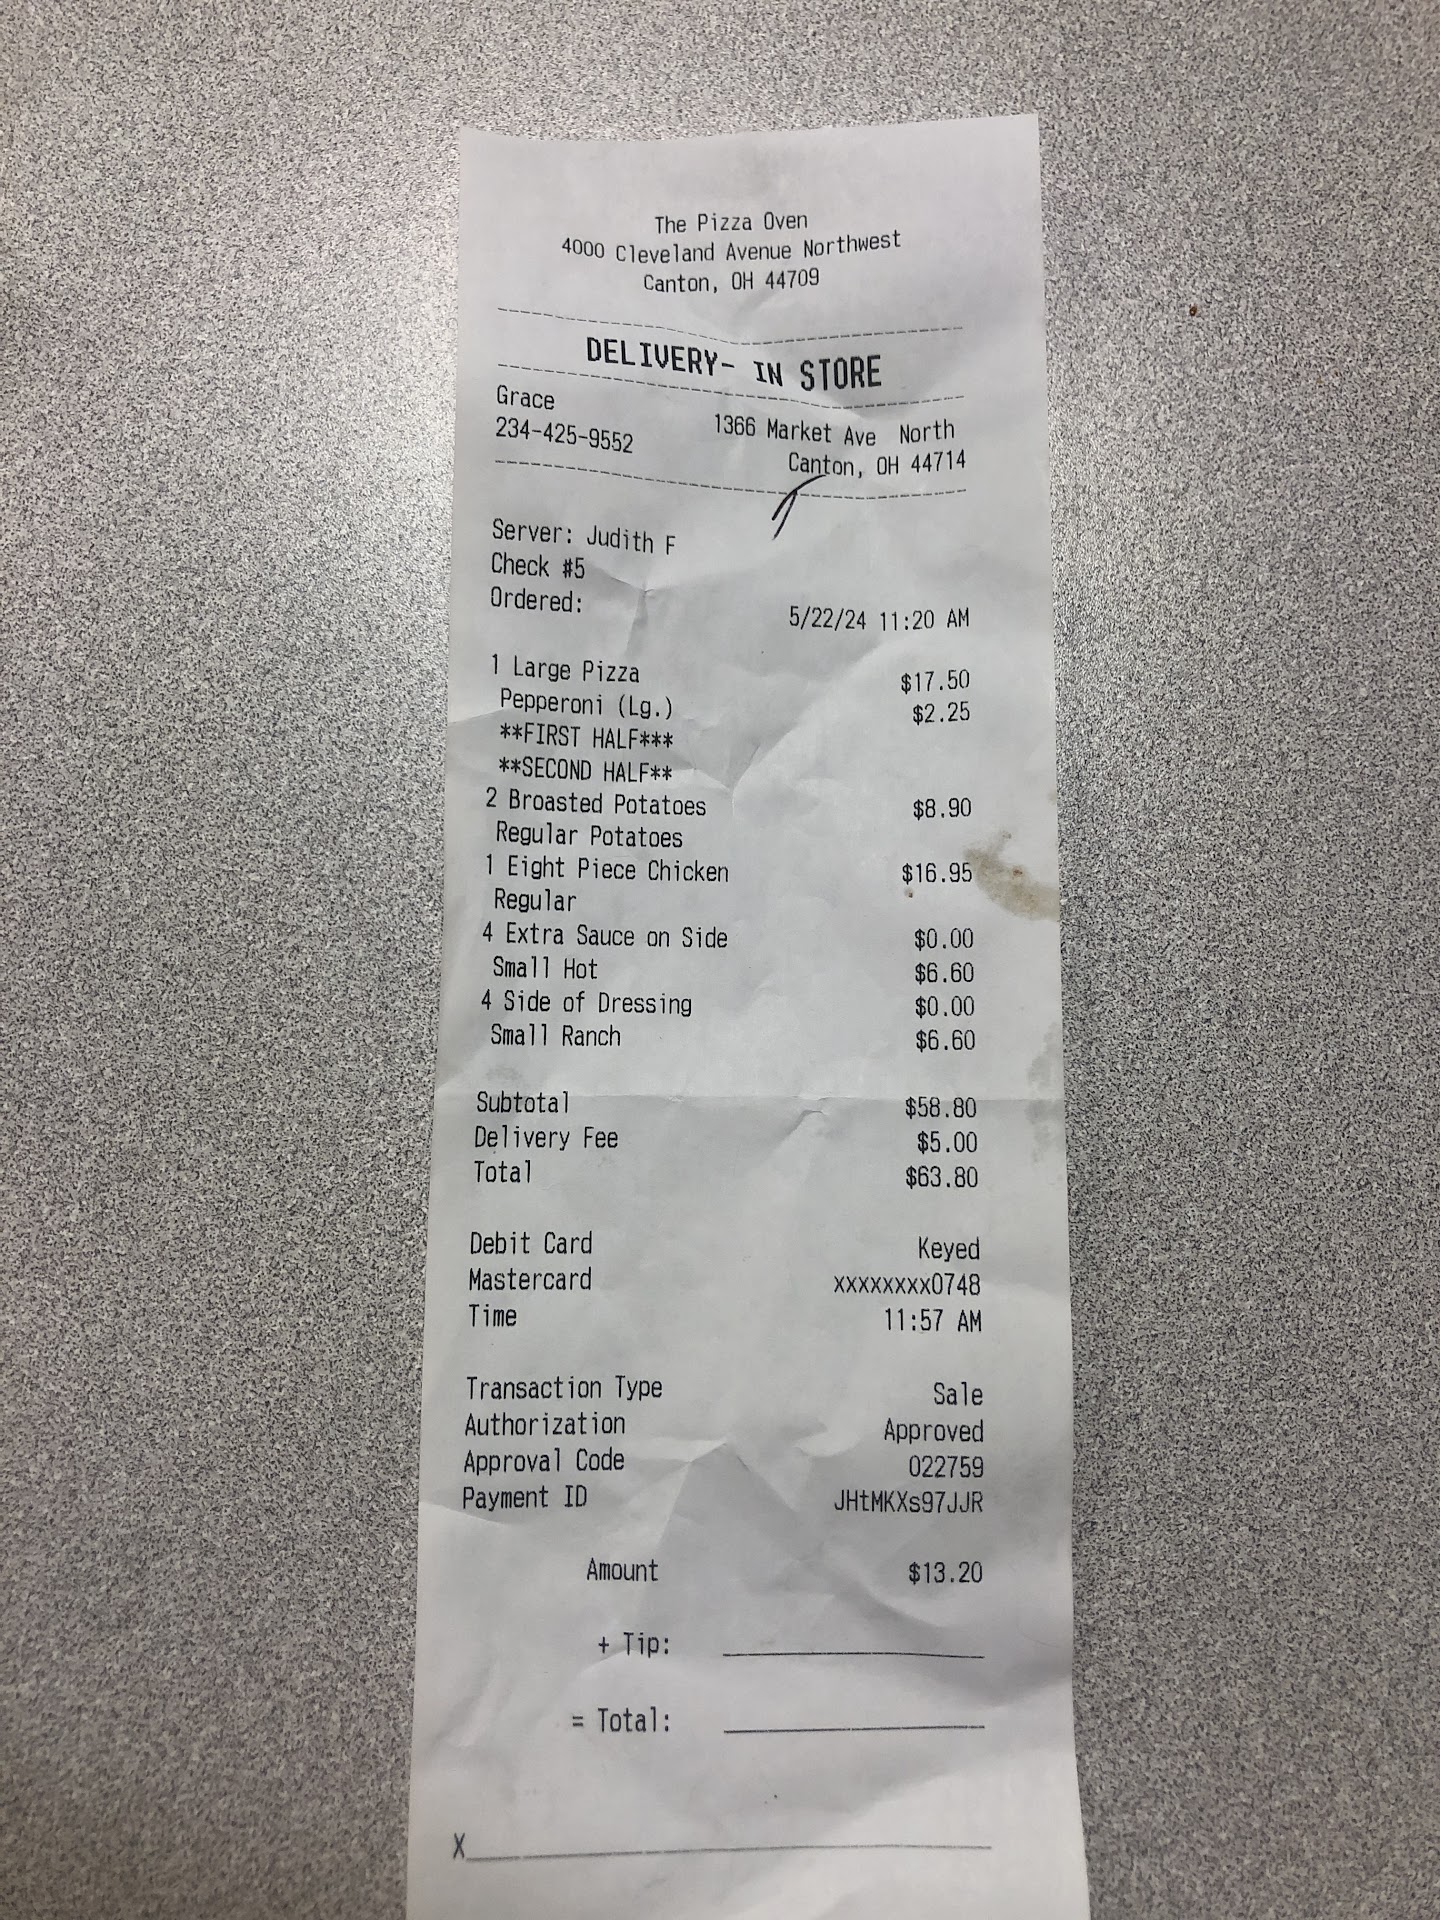 The Pizza Oven
4000 Cleveland Avenue Northwest
Canton, OH 44709
DELIVERY- IN STORE
Grace 1366 Market Ave North
234-425-9552 Canton, OH 44714
Server: Judith F
Check #5
Ordered: 5/22/24 11:20 AM
1 Large Pizza $17.50
Pepperoni (Lg.) $2.25
**FIRST HALF***
**SECOND HALF**
2 Broasted Potatoes $8.90
Regular Potatoes
1 Eight Piece Chicken $16.95
Regular
4 Extra Sauce on Side $0.00
Small Hot $6.60
4 Side of Dressing $0.00
Small Ranch $6.60
Subtotal $58.80
Delivery Fee $5.00
Total $63.80
Debit Card Keyed
Mastercard xxxxxxxx0748
Time 11:57 AM
Transaction Type Sale
Authorization Approved
Approval Code 022759
Payment ID JHtMKXs97JJR
Amount $13.20
+ Tip:
= Total:
X